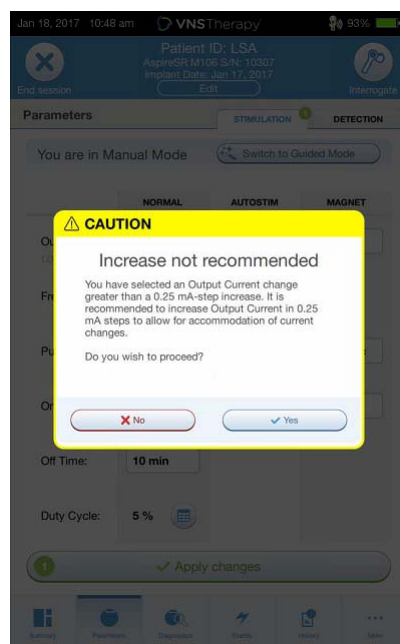 Jan 18, 2017 10:48 am VNSTherapy 93%
Patient ID: LSA
AspireSR M106 S/N: 10307
Implant Date: Jan 17, 2017
End session Edit Interrogate
Parameters STIMULATION 1 DETECTION
You are in Manual Mode Switch to Guided Mode
NORMAL AUTOSTIM MAGNET
CAUTION
Increase not recommended
You have selected an Output Current change
greater than a 0.25 mA-step increase. It is
recommended to increase Output Current in 0.25
mA steps to allow for accommodation of current
changes.
Do you wish to proceed?
No Yes
Off Time: 10 min
Duty Cycle: 5 %
1 Apply changes
Summary Parameters Diagnostics Events History